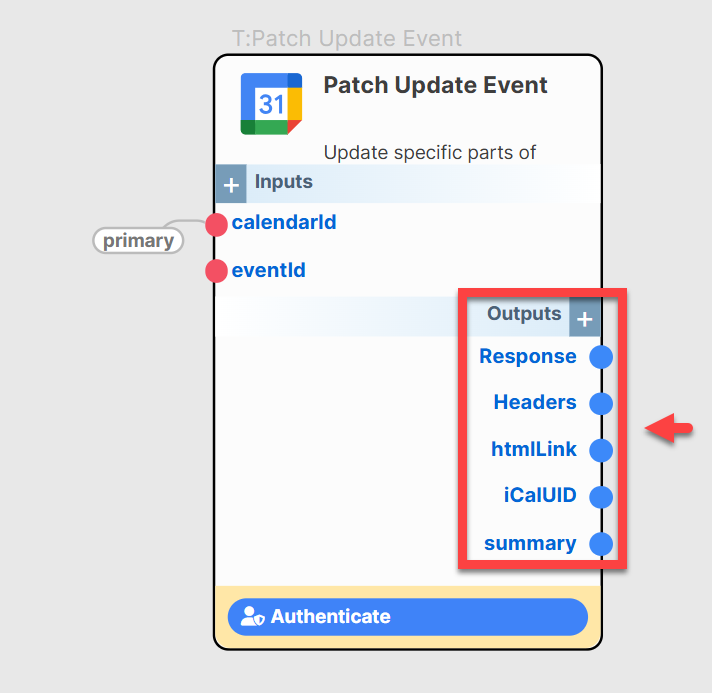 T:Patch Update Event
31
Patch Update Event
Update specific parts of
+ Inputs
calendarId
primary
eventId
Outputs +
Response
Headers
htmlLink
iCalUID
summary
Authenticate